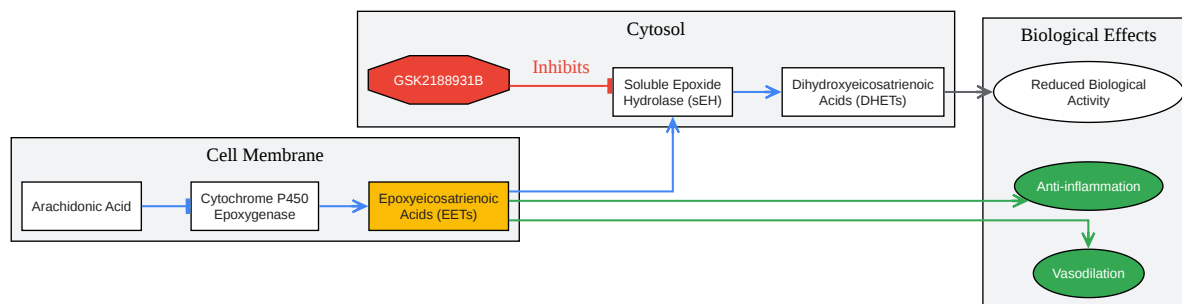 Cytosol
Biological Effects
GSK2188931B
Inhibits
Soluble Epoxide
Hydrolase (sEH)
Dihydroxyeicosatrienoic
Acids (DHETs)
Reduced Biological
Activity
Cell Membrane
Arachidonic Acid
Cytochrome P450
Epoxygenase
Epoxyeicosatrienoic
Acids (EETs)
Anti-inflammation
Vasodilation